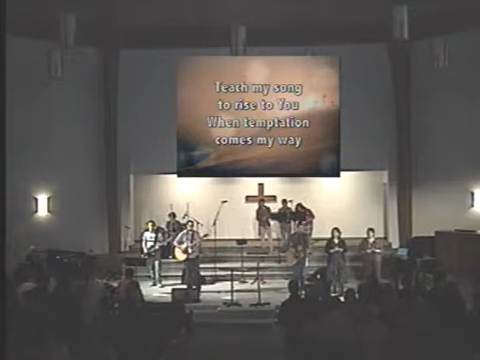 Teach my song
to rise to You
When temptation
comes my way